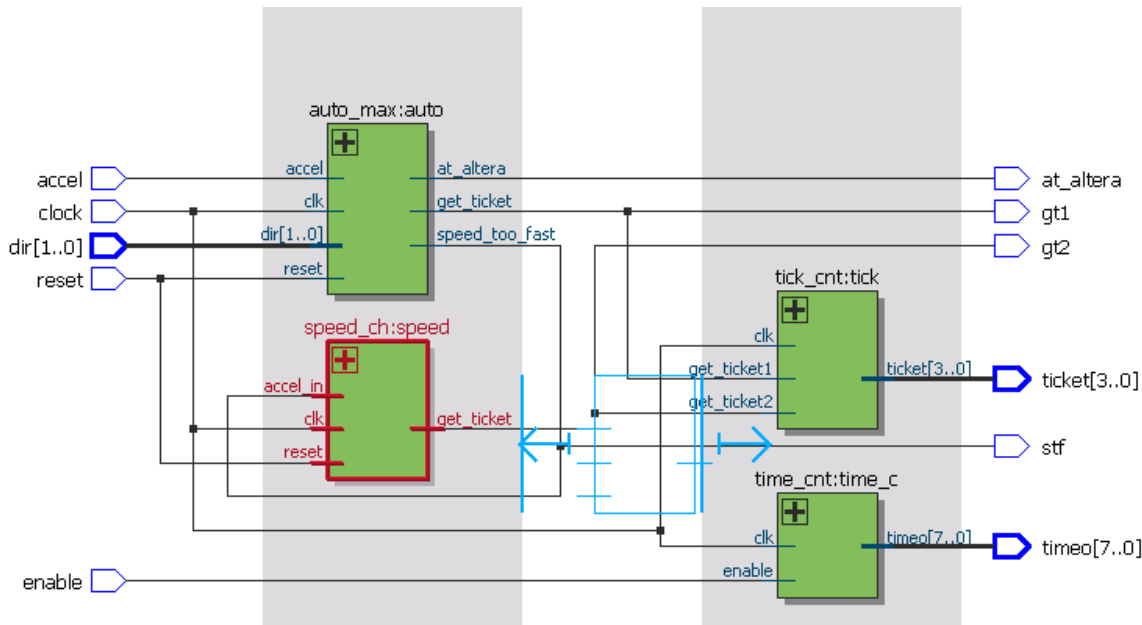 auto_max:auto
accel
clock
dir[1..0]
reset
enable
accel
clk
dir[1..0]
reset
at_altera
get_ticket
speed_too_fast
speed_ch:speed
accel_in
clk
reset
get_ticket
tick_cnt:tick
clk
get_ticket1
get_ticket2
ticket[3..0]
time_cnt:time_c
clk
enable
timeo[7..0]
at_altera
gt1
gt2
ticket[3..0]
stf
timeo[7..0]